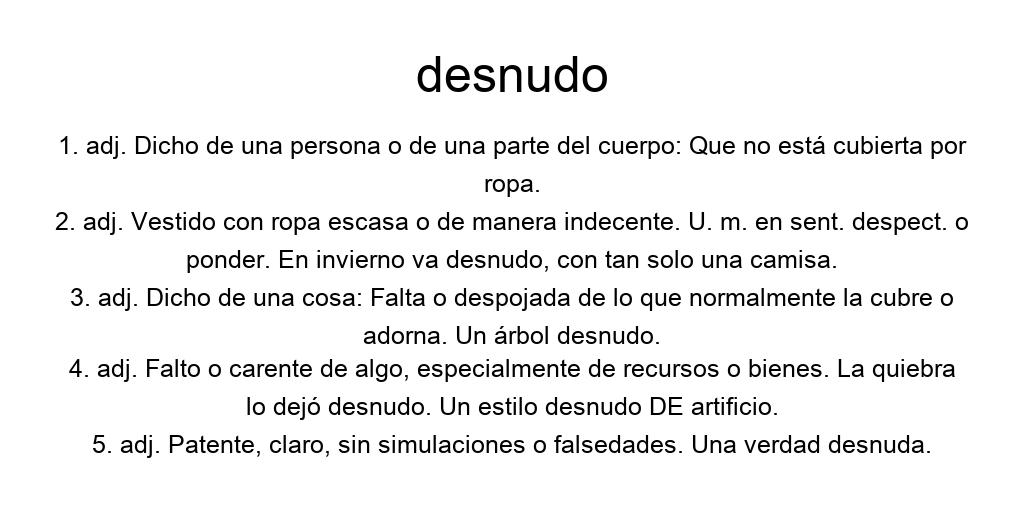 desnudo
1. adj. Dicho de una persona o de una parte del cuerpo: Que no está cubierta por
ropa.
2. adj. Vestido con ropa escasa o de manera indecente. U. m. en sent. despect. o
ponder. En invierno va desnudo, con tan solo una camisa.
3. adj. Dicho de una cosa: Falta o despojada de lo que normalmente la cubre o
adorna. Un árbol desnudo.
4. adj. Falto o carente de algo, especialmente de recursos o bienes. La quiebra
lo dejó desnudo. Un estilo desnudo DE artificio.
5. adj. Patente, claro, sin simulaciones o falsedades. Una verdad desnuda.